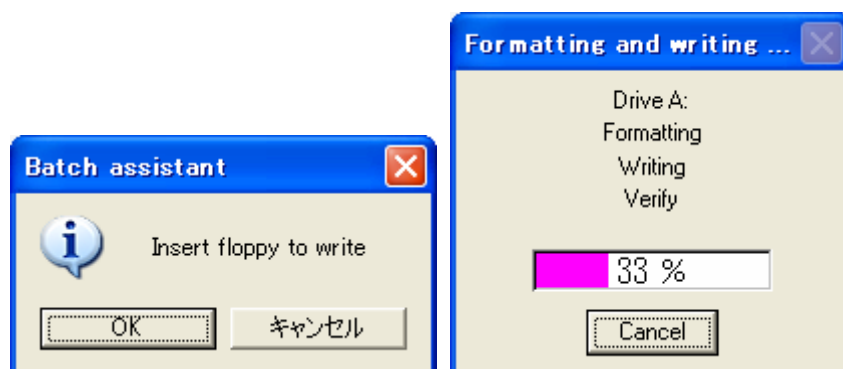 Batch assistant
Insert floppy to write
OK
キャンセル
Formatting and writing ...
Drive A:
Formatting
Writing
Verify
33 %
Cancel